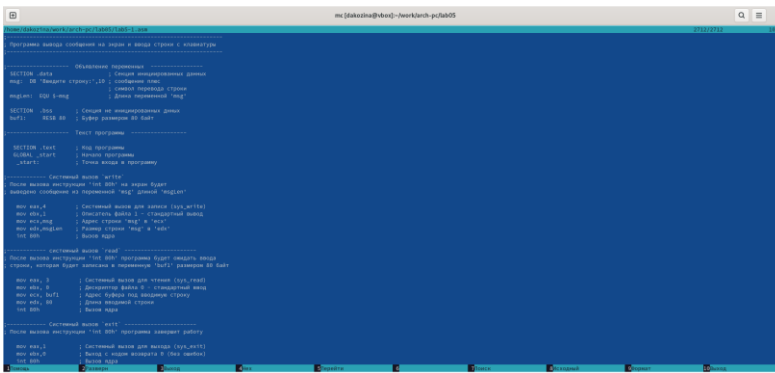 mc [dakozina@vbox]:~/work/arch-pc/lab05
/home/dakozina/work/arch-pc/lab05/lab5-1.asm 2712/2712
;---------------------------------------------------------
; Программа вывода сообщения на экран и ввода строки с клавиатуры
;---------------------------------------------------------
;------------------- Объявление переменных ----------------
SECTION .data ; Секция инициированных данных
msg: DB 'Введите строку:',10 ; сообщение плюс
; символ перевода строки
msgLen: EQU $-msg ; Длина переменной 'msg'
SECTION .bss ; Секция не инициированных данных
buf1: RESB 80 ; Буфер размером 80 байт
;------------------- Текст программы -----------------
SECTION .text ; Код программы
GLOBAL _start ; Начало программы
_start: ; Точка входа в программу
;------------ Системный вызов `write`
; После вызова инструкции 'int 80h' на экран будет
; выведено сообщение из переменной 'msg' длиной 'msgLen'
mov eax,4 ; Системный вызов для записи (sys_write)
mov ebx,1 ; Описатель файла 1 - стандартный вывод
mov ecx,msg ; Адрес строки 'msg' в 'ecx'
mov edx,msgLen ; Размер строки 'msg' в 'edx'
int 80h ; Вызов ядра
;------------ системный вызов `read` ----------------------
; После вызова инструкции 'int 80h' программа будет ожидать ввода
; строки, которая будет записана в переменную 'buf1' размером 80 байт
mov eax, 3 ; Системный вызов для чтения (sys_read)
mov ebx, 0 ; Дескриптор файла 0 - стандартный ввод
mov ecx, buf1 ; Адрес буфера под вводимую строку
mov edx, 80 ; Длина вводимой строки
int 80h ; Вызов ядра
;------------ Системный вызов `exit` ----------------------
; После вызова инструкции 'int 80h' программа завершит работу
mov eax,1 ; Системный вызов для выхода (sys_exit)
mov ebx,0 ; Выход с кодом возврата 0 (без ошибок)
int 80h ; Вызов ядра
1Помощь 2Разверн 3Выход 4Hex 5Перейти 6 7Поиск 8Исходный 9Формат 10Выход